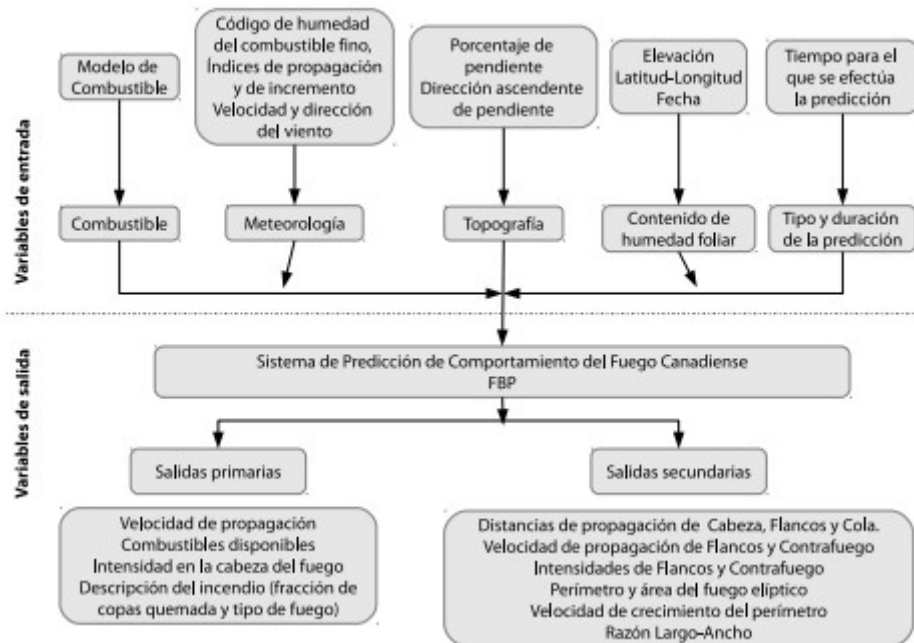 Variables de entrada
Modelo de
Combustible
Código de humedad
del combustible fino,
Índices de propagación
y de incremento
Velocidad y dirección
del viento
Porcentaje de
pendiente
Dirección ascendente
de pendiente
Elevación
Latitud-Longitud
Fecha
Tiempo para el
que se efectúa
la predicción
Combustible
Meteorología
Topografía
Contenido de
humedad foliar
Tipo y duración
de la predicción
Variables de salida
Sistema de Predicción de Comportamiento del Fuego Canadiense
FBP
Salidas primarias
Salidas secundarias
Velocidad de propagación
Combustibles disponibles
Intensidad en la cabeza del fuego
Descripción del incendio (fracción de
copas quemada y tipo de fuego)
Distancias de propagación de Cabeza, Flancos y Cola.
Velocidad de propagación de Flancos y Contrafuego
Intensidades de Flancos y Contrafuego
Perímetro y área del fuego elíptico
Velocidad de crecimiento del perímetro
Razón Largo-Ancho